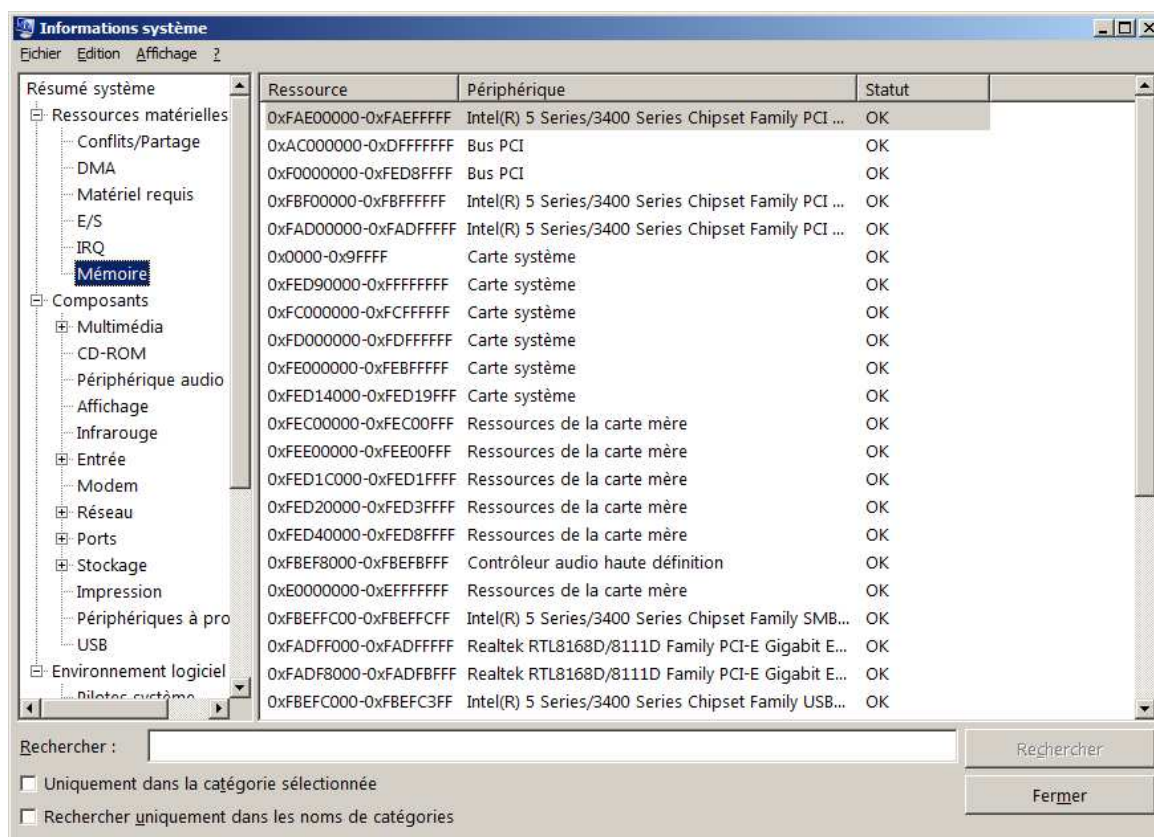 Informations système
Fichier Edition Affichage ?
Résumé système
Ressources matérielles
Conflits/Partage
DMA
Matériel requis
E/S
IRQ
Mémoire
Composants
Multimédia
CD-ROM
Périphérique audio
Affichage
Infrarouge
Entrée
Modem
Réseau
Ports
Stockage
Impression
Périphériques à pro
USB
Environnement logiciel
Pilotes système
Ressource Périphérique Statut
0xFAE00000-0xFAEFFFFF Intel(R) 5 Series/3400 Series Chipset Family PCI ... OK
0xAC000000-0xDFFFFFFF Bus PCI OK
0xF0000000-0xFED8FFFF Bus PCI OK
0xFBF00000-0xFBFFFFFF Intel(R) 5 Series/3400 Series Chipset Family PCI ... OK
0xFAD00000-0xFADFFFFF Intel(R) 5 Series/3400 Series Chipset Family PCI ... OK
0x0000-0x9FFFF Carte système OK
0xFED90000-0xFFFFFFFF Carte système OK
0xFC000000-0xFCFFFFFF Carte système OK
0xFD000000-0xFDFFFFFF Carte système OK
0xFE000000-0xFEBFFFFF Carte système OK
0xFED14000-0xFED19FFF Carte système OK
0xFEC00000-0xFEC00FFF Ressources de la carte mère OK
0xFEE00000-0xFEE00FFF Ressources de la carte mère OK
0xFED1C000-0xFED1FFFF Ressources de la carte mère OK
0xFED20000-0xFED3FFFF Ressources de la carte mère OK
0xFED40000-0xFED8FFFF Ressources de la carte mère OK
0xFBEF8000-0xFBEFBFFF Contrôleur audio haute définition OK
0xE0000000-0xEFFFFFFF Ressources de la carte mère OK
0xFBEFFC00-0xFBEFFCFF Intel(R) 5 Series/3400 Series Chipset Family SMB... OK
0xFADFF000-0xFADFFFFF Realtek RTL8168D/8111D Family PCI-E Gigabit E... OK
0xFADF8000-0xFADFBFFF Realtek RTL8168D/8111D Family PCI-E Gigabit E... OK
0xFBEFC000-0xFBEFC3FF Intel(R) 5 Series/3400 Series Chipset Family USB... OK
Rechercher : Rechercher
Uniquement dans la catégorie sélectionnée
Fermer
Rechercher uniquement dans les noms de catégories